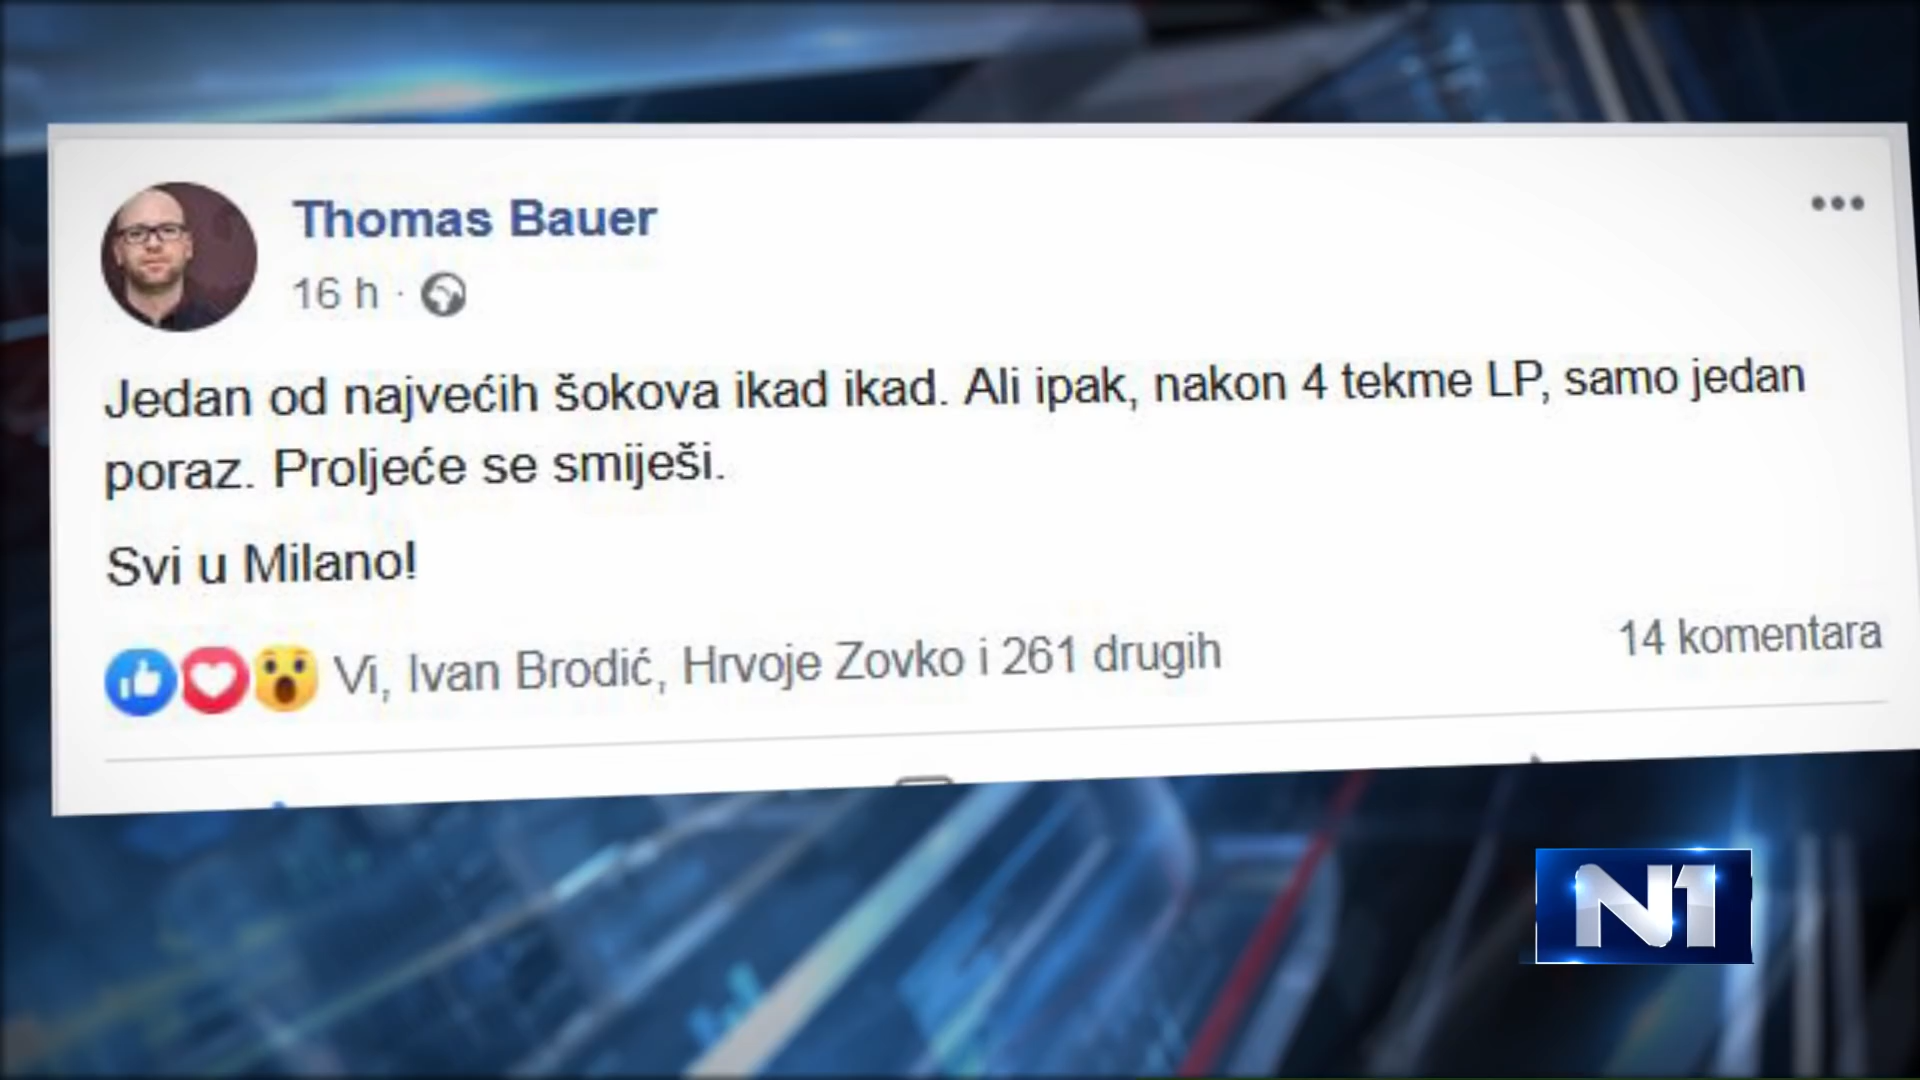 Thomas Bauer
16 h ·
Jedan od najvećih šokova ikad ikad. Ali ipak, nakon 4 tekme LP, samo jedan
poraz. Proljeće se smiješi.
Svi u Milano!
Vi, Ivan Brodić, Hrvoje Zovko i 261 drugih
14 komentara
N1